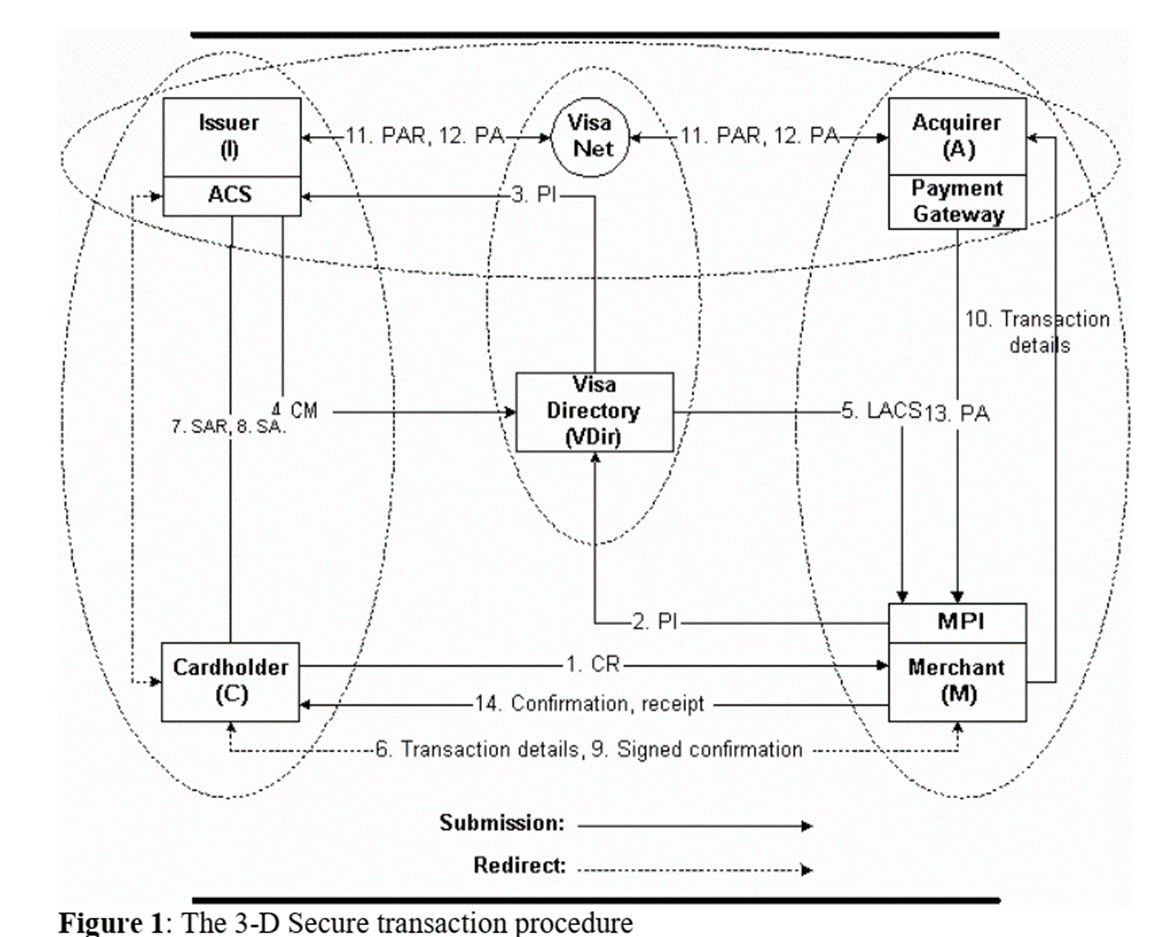 Issuer
(I)
ACS
11. PAR, 12. PA
Visa
Net
11. PAR, 12. PA
Acquirer
(A)
Payment
Gateway
3. PI
10. Transaction
details
Visa
Directory
(VDir)
4. CM
7. SAR, 8. SA.
5. LACS
13. PA
2. PI
MPI
Merchant
(M)
Cardholder
(C)
1. CR
14. Confirmation, receipt
6. Transaction details, 9. Signed confirmation
Submission:
Redirect:
Figure 1: The 3-D Secure transaction procedure